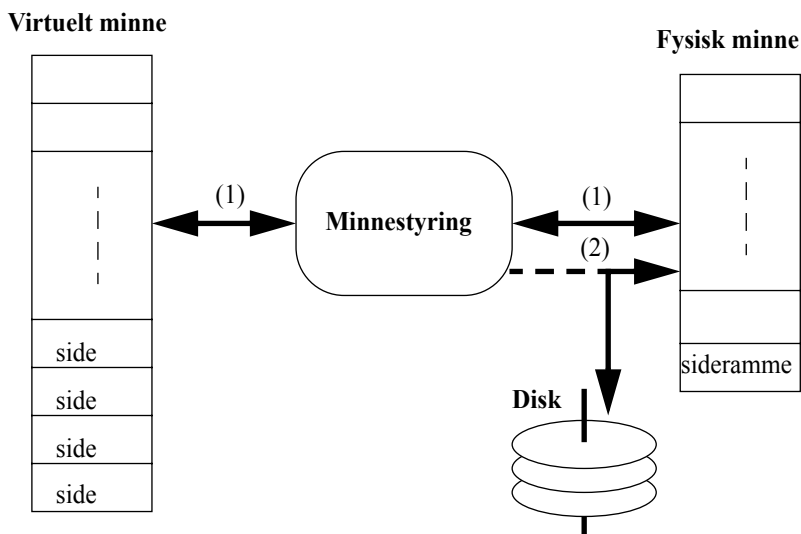 Virtuelt minne
Fysisk minne
(1)
Minnestyring
(1)
(2)
side
side
side
side
sideramme
Disk